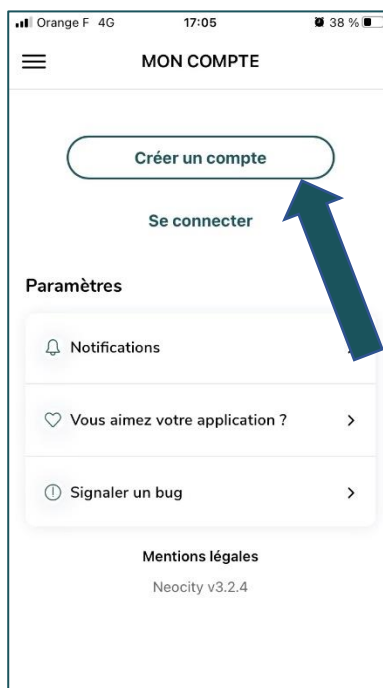 Orange F 4G 17:05 38 %
MON COMPTE
Créer un compte
Se connecter
Paramètres
Notifications
Vous aimez votre application ?
Signaler un bug
Mentions légales
Neocity v3.2.4